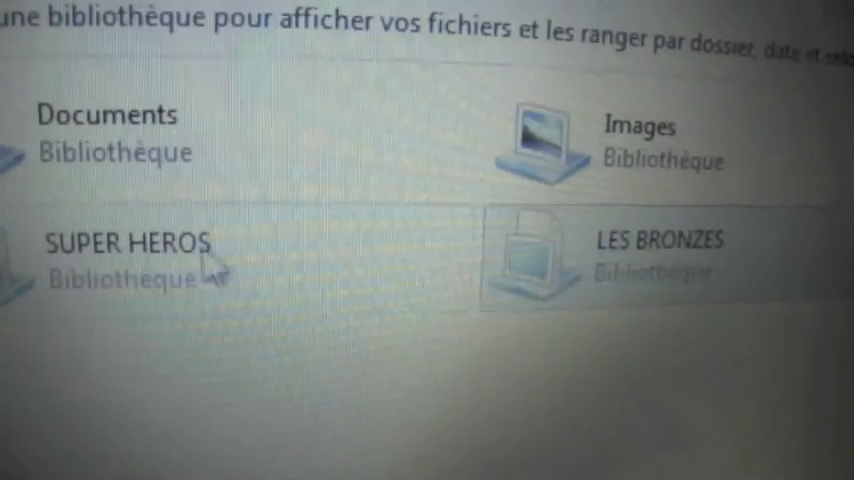 une bibliothèque pour afficher vos fichiers et les ranger par dossier, date et selo
Documents
Bibliothèque
Images
Bibliothèque
SUPER HEROS
Bibliothèque
LES BRONZES
Bibliothèque